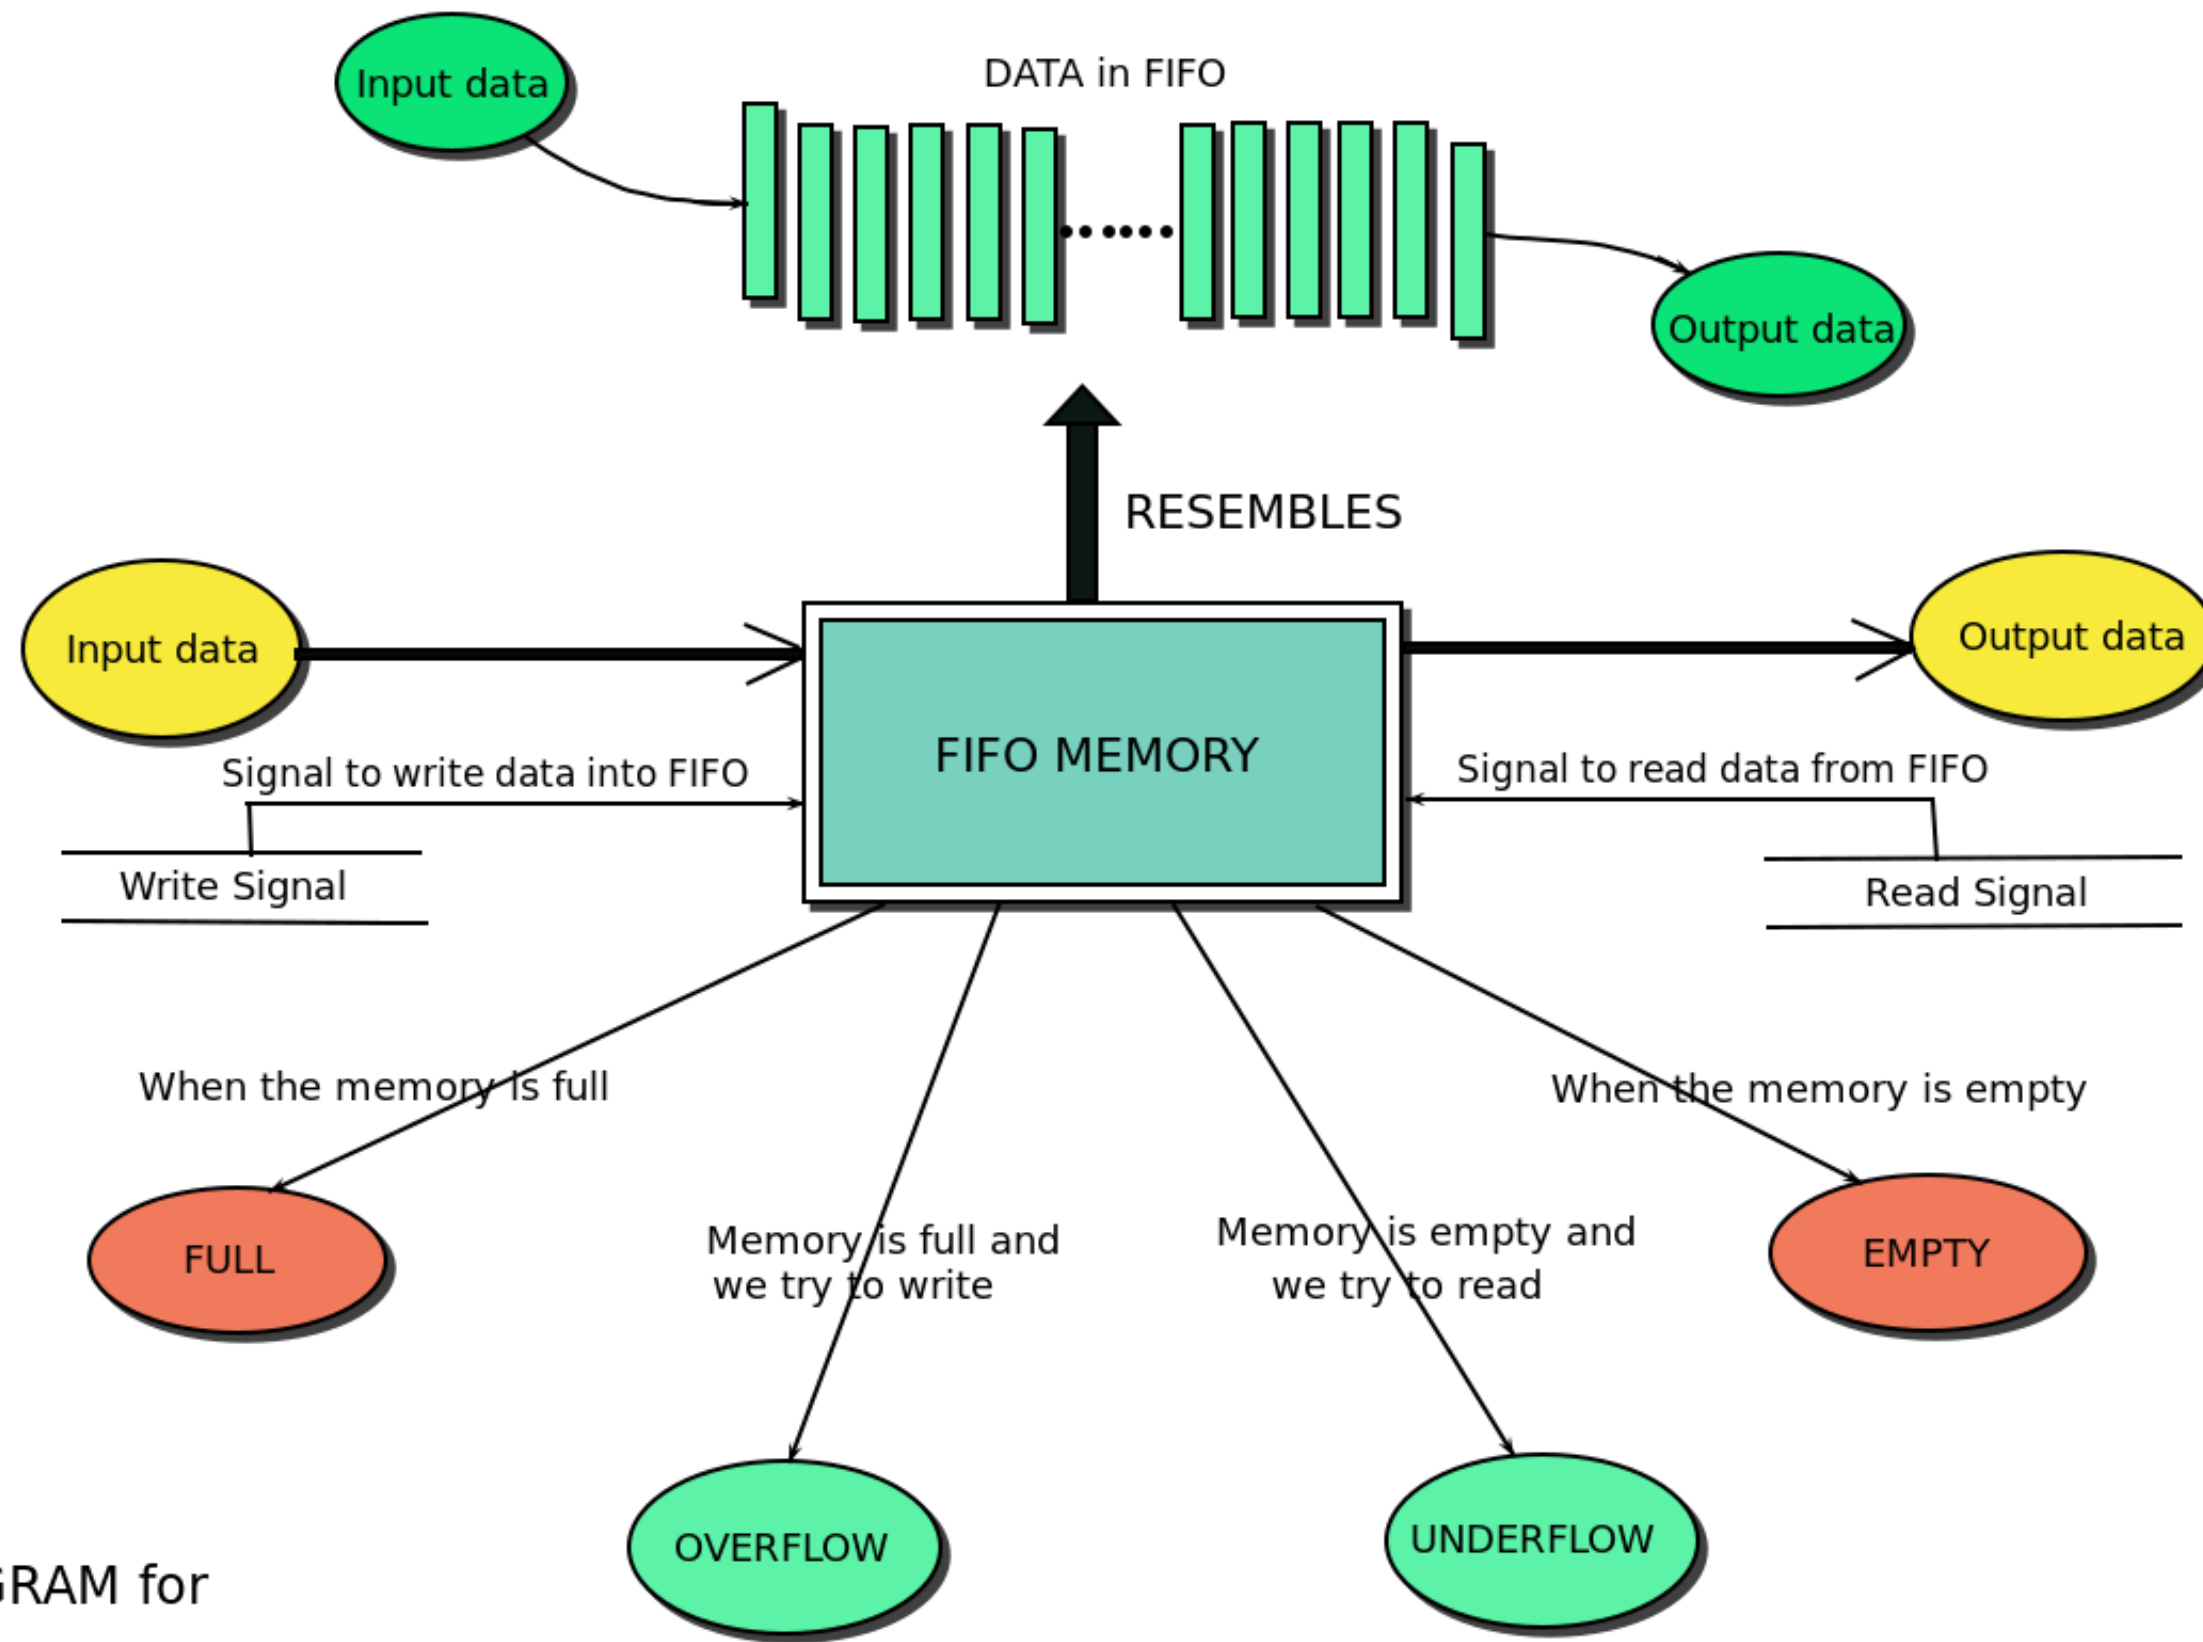 Input data
DATA in FIFO
Output data
RESEMBLES
Input data
Output data
FIFO MEMORY
Signal to write data into FIFO
Signal to read data from FIFO
Write Signal
Read Signal
When the memory is full
When the memory is empty
Memory is full and
we try to write
Memory is empty and
we try to read
FULL
EMPTY
OVERFLOW
UNDERFLOW
GRAM for